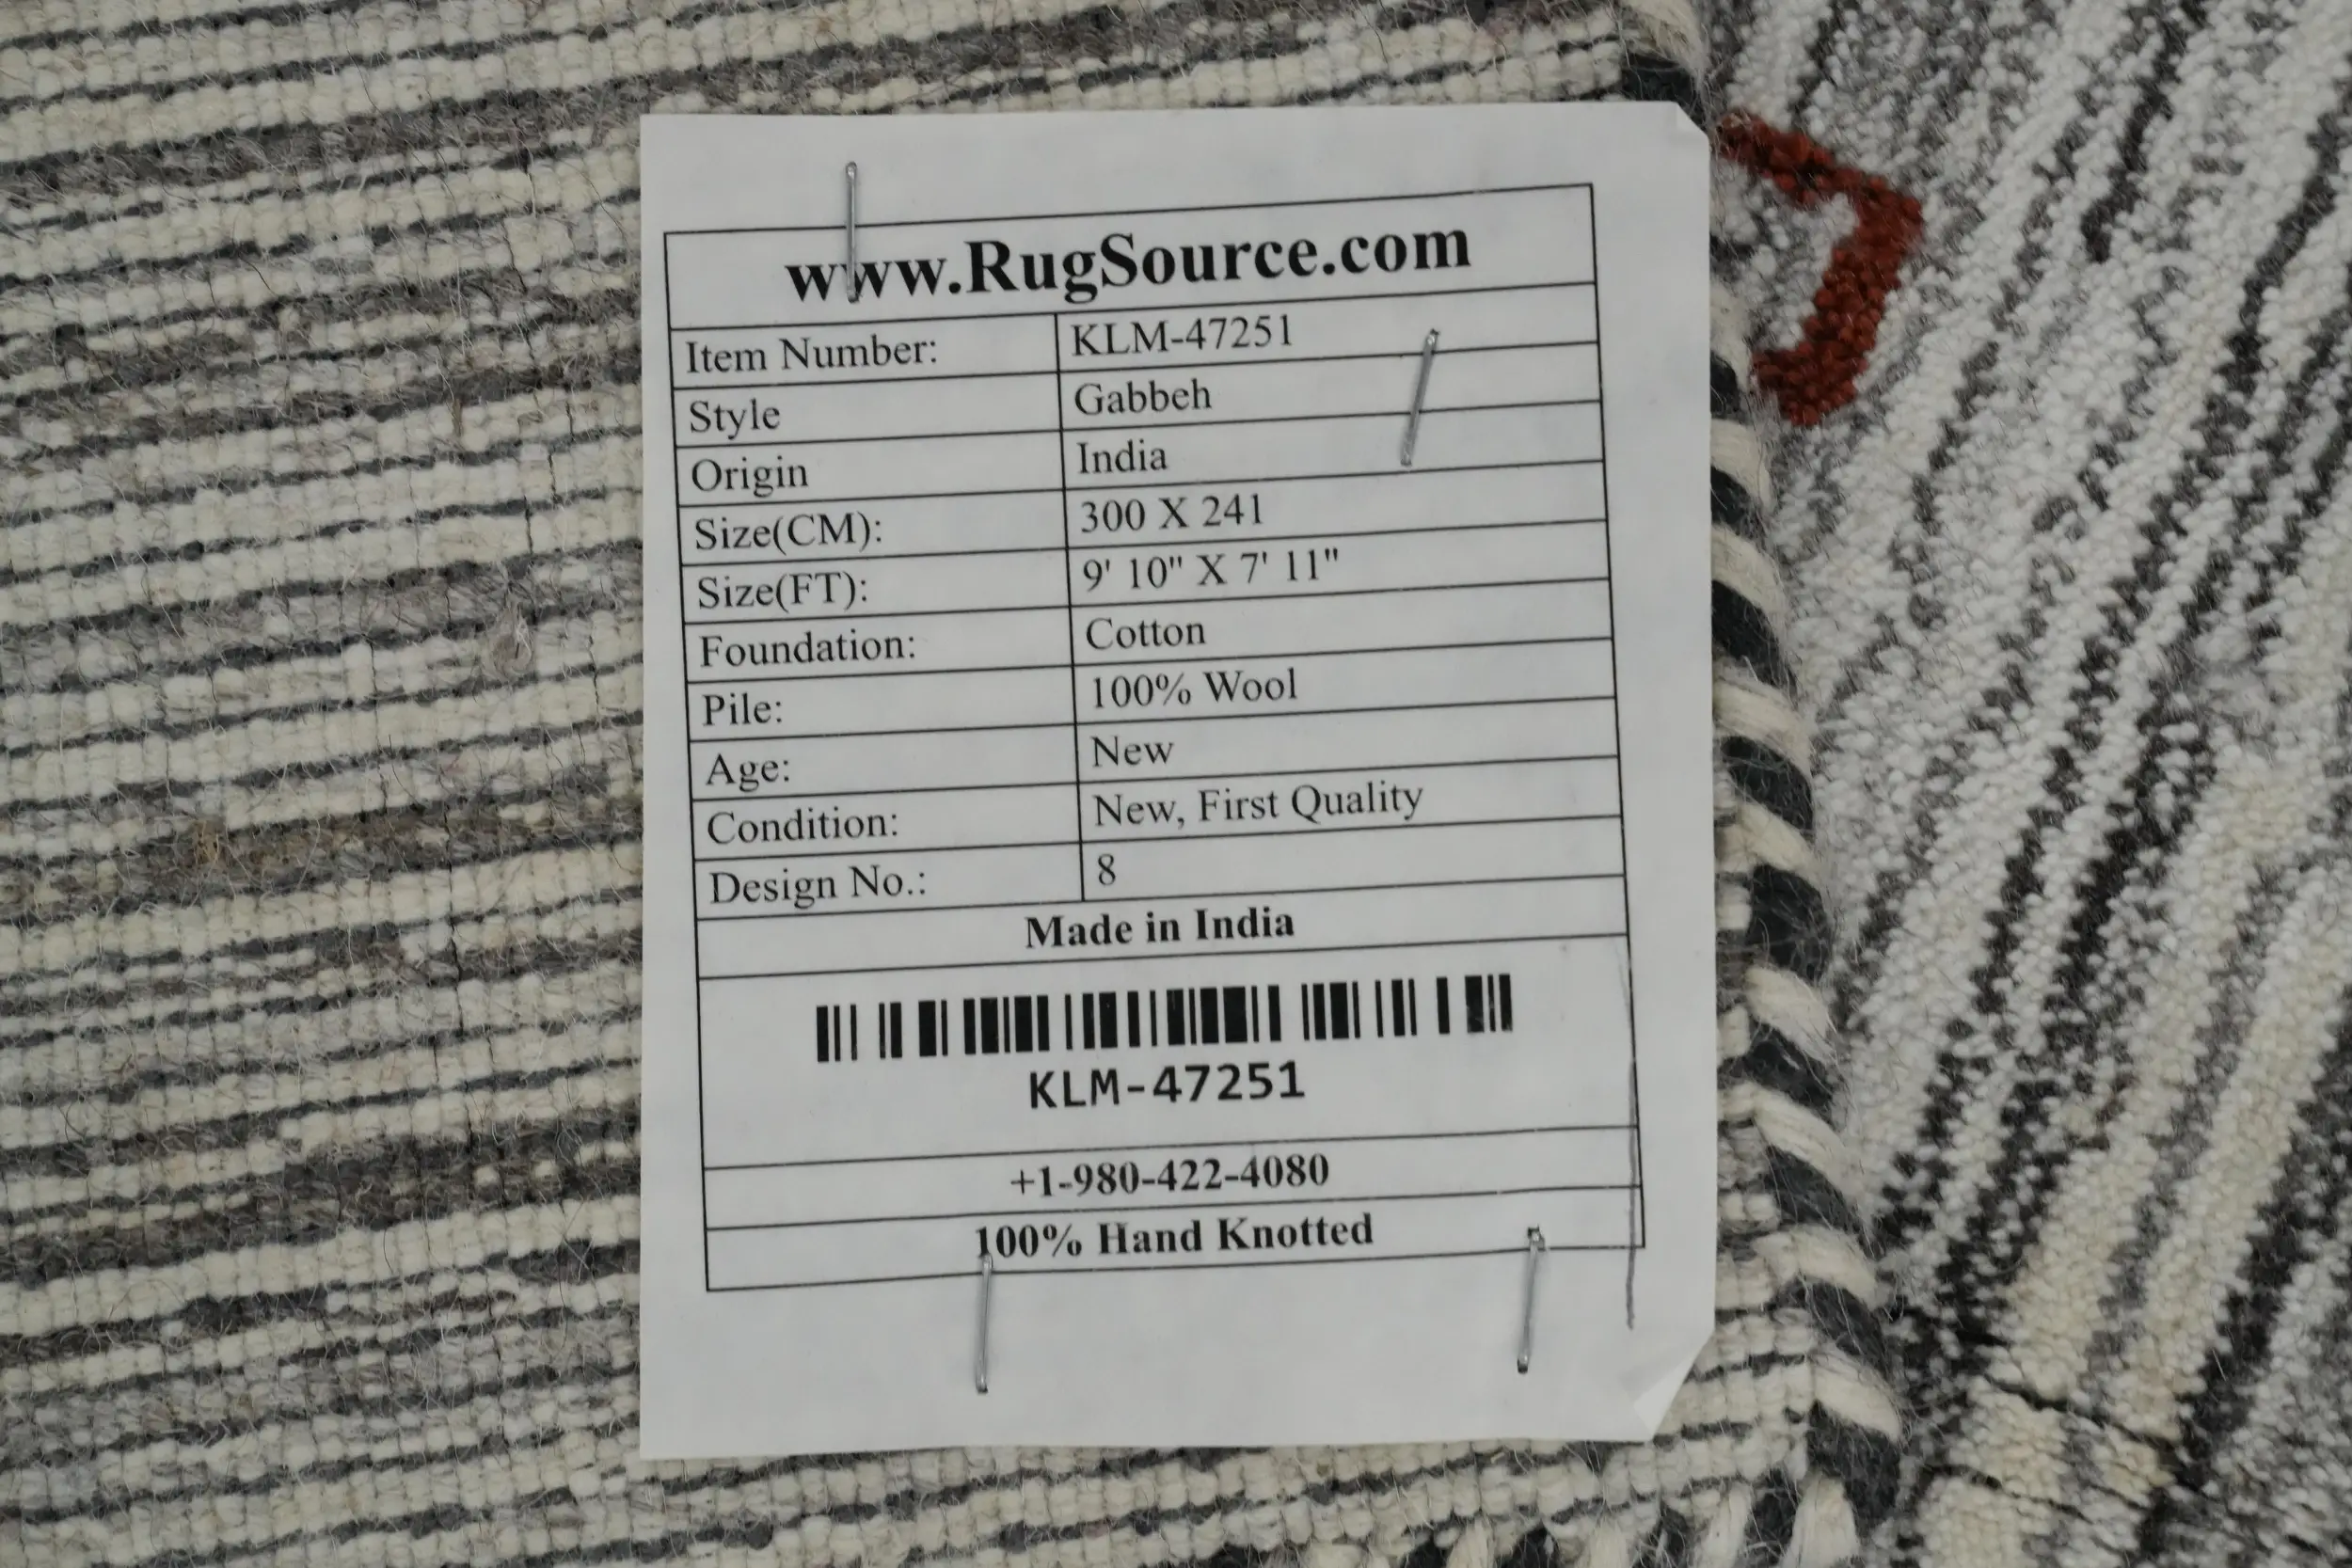 www.RugSource.com
Item Number: KLM-47251
Style Gabbeh
Origin India
Size(CM): 300 X 241
Size(FT): 9' 10" X 7' 11"
Foundation: Cotton
Pile: 100% Wool
Age: New
Condition: New, First Quality
Design No.: 8
Made in India
KLM-47251
+1-980-422-4080
100% Hand Knotted